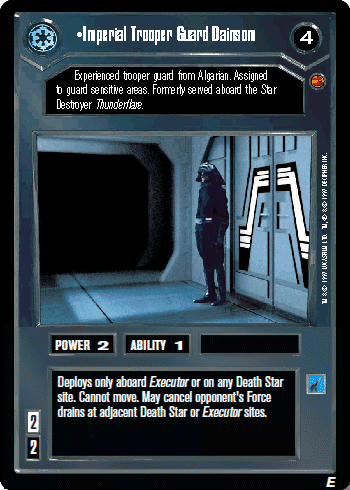 •Imperial Trooper Guard Dainsom
4
Experienced trooper guard from Algarian. Assigned
to guard sensitive areas. Formerly served aboard the Star
Destroyer Thunderflare.
TM & © 1997 LUCASFILM LTD. TM, ® & © 1997 DECIPHER INC.
POWER 2
ABILITY 1
Deploys only aboard Executor or on any Death Star
site. Cannot move. May cancel opponent's Force
drains at adjacent Death Star or Executor sites.
2
2
E